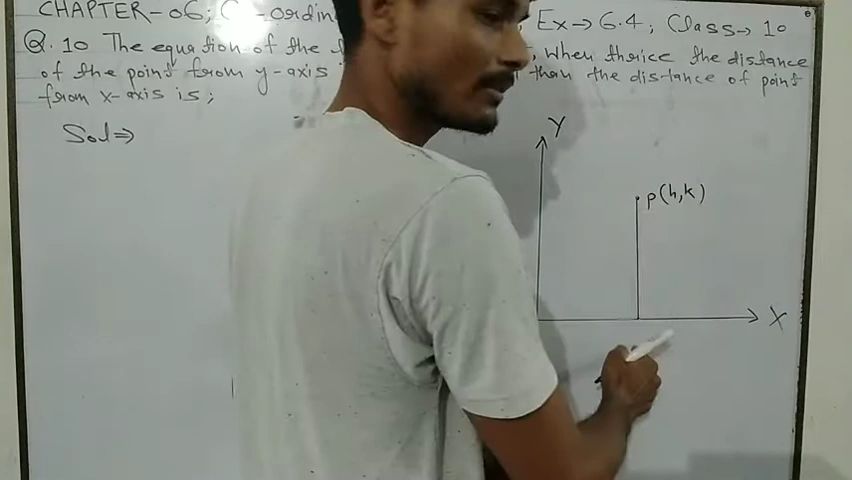 CHAPTER-06; C -ordin ; Ex→6.4; Class→10
Q.10 The equation of the , when thrice the distance
of the point from y-axis than the distance of point
from x-axis is;
Sol⇒
Y
P(h,k)
X